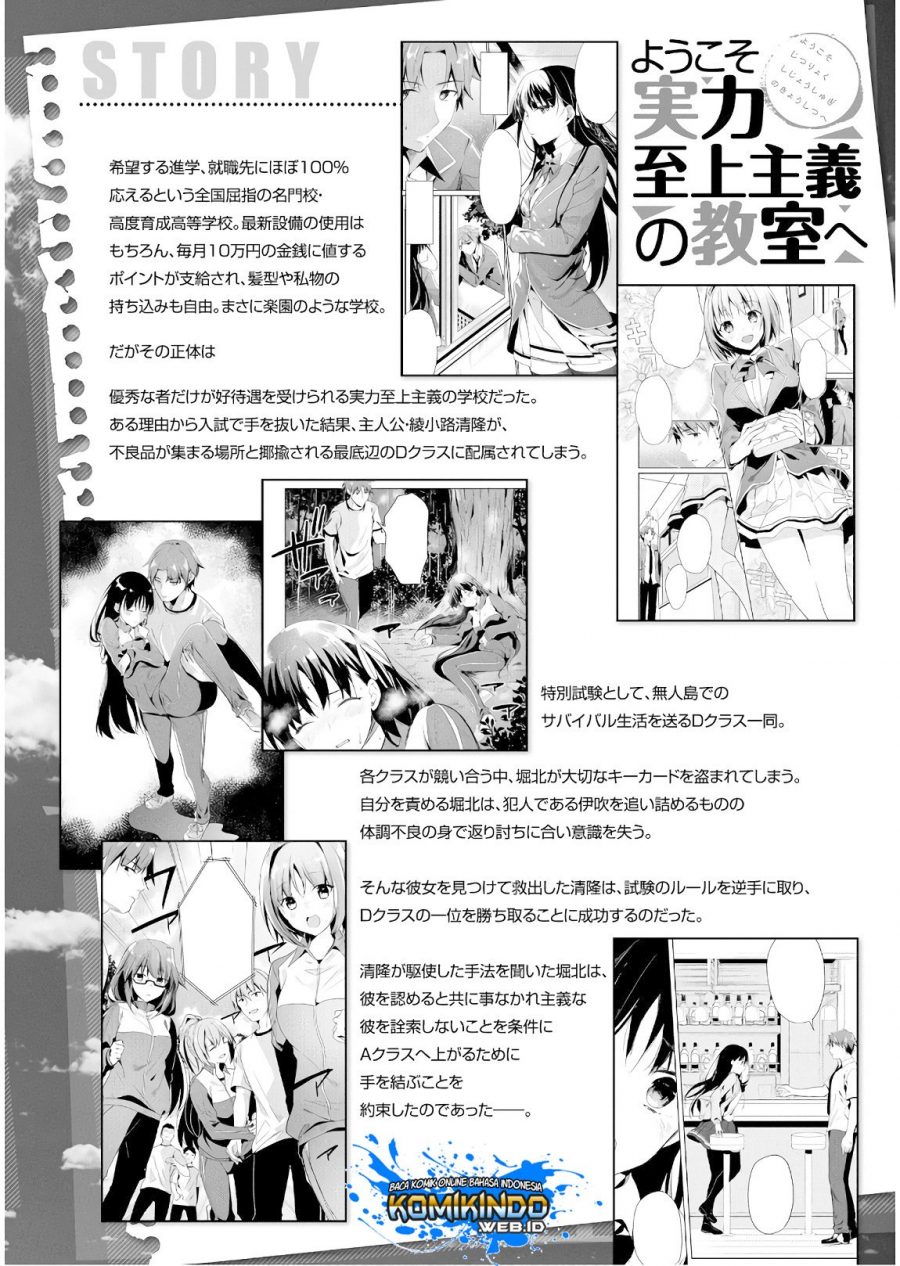 STORY
ようこそ
実力
至上主義
の教室へ
ようこそ
じつりょく
しじょうしゅぎ
のきょうしつへ
希望する進学、就職先にほぼ100%
応えるという全国屈指の名門校・
高度育成高等学校。最新設備の使用は
もちろん、毎月10万円の金銭に値する
ポイントが支給され、髪型や私物の
持ち込みも自由。まさに楽園のような学校。
だがその正体は
優秀な者だけが好待遇を受けられる実力至上主義の学校だった。
ある理由から入試で手を抜いた結果、主人公・綾小路清隆が、
不良品が集まる場所と揶揄される最底辺のDクラスに配属されてしまう。
特別試験として、無人島での
サバイバル生活を送るDクラス一同。
各クラスが競い合う中、堀北が大切なキーカードを盗まれてしまう。
自分を責める堀北は、犯人である伊吹を追い詰めるものの
体調不良の身で返り討ちに合い意識を失う。
そんな彼女を見つけて救出した清隆は、試験のルールを逆手に取り、
Dクラスの一位を勝ち取ることに成功するのだった。
清隆が駆使した手法を聞いた堀北は、
彼を認めると共に事なかれ主義な
彼を詮索しないことを条件に
Aクラスへ上がるために
手を結ぶことを
約束したのであった――。
BACA KOMIK ONLINE BAHASA INDONESIA
KOMIKINDO
.WEB.ID